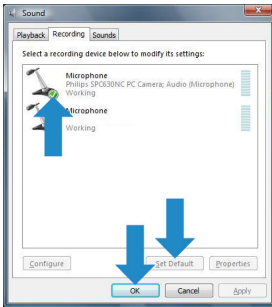 Sound
Playback Recording Sounds
Select a recording device below to modify its settings:
Microphone
Philips SPC630NC PC Camera; Audio (Microphone)
Working
Microphone
Working
Configure Set Default Properties
OK Cancel Apply